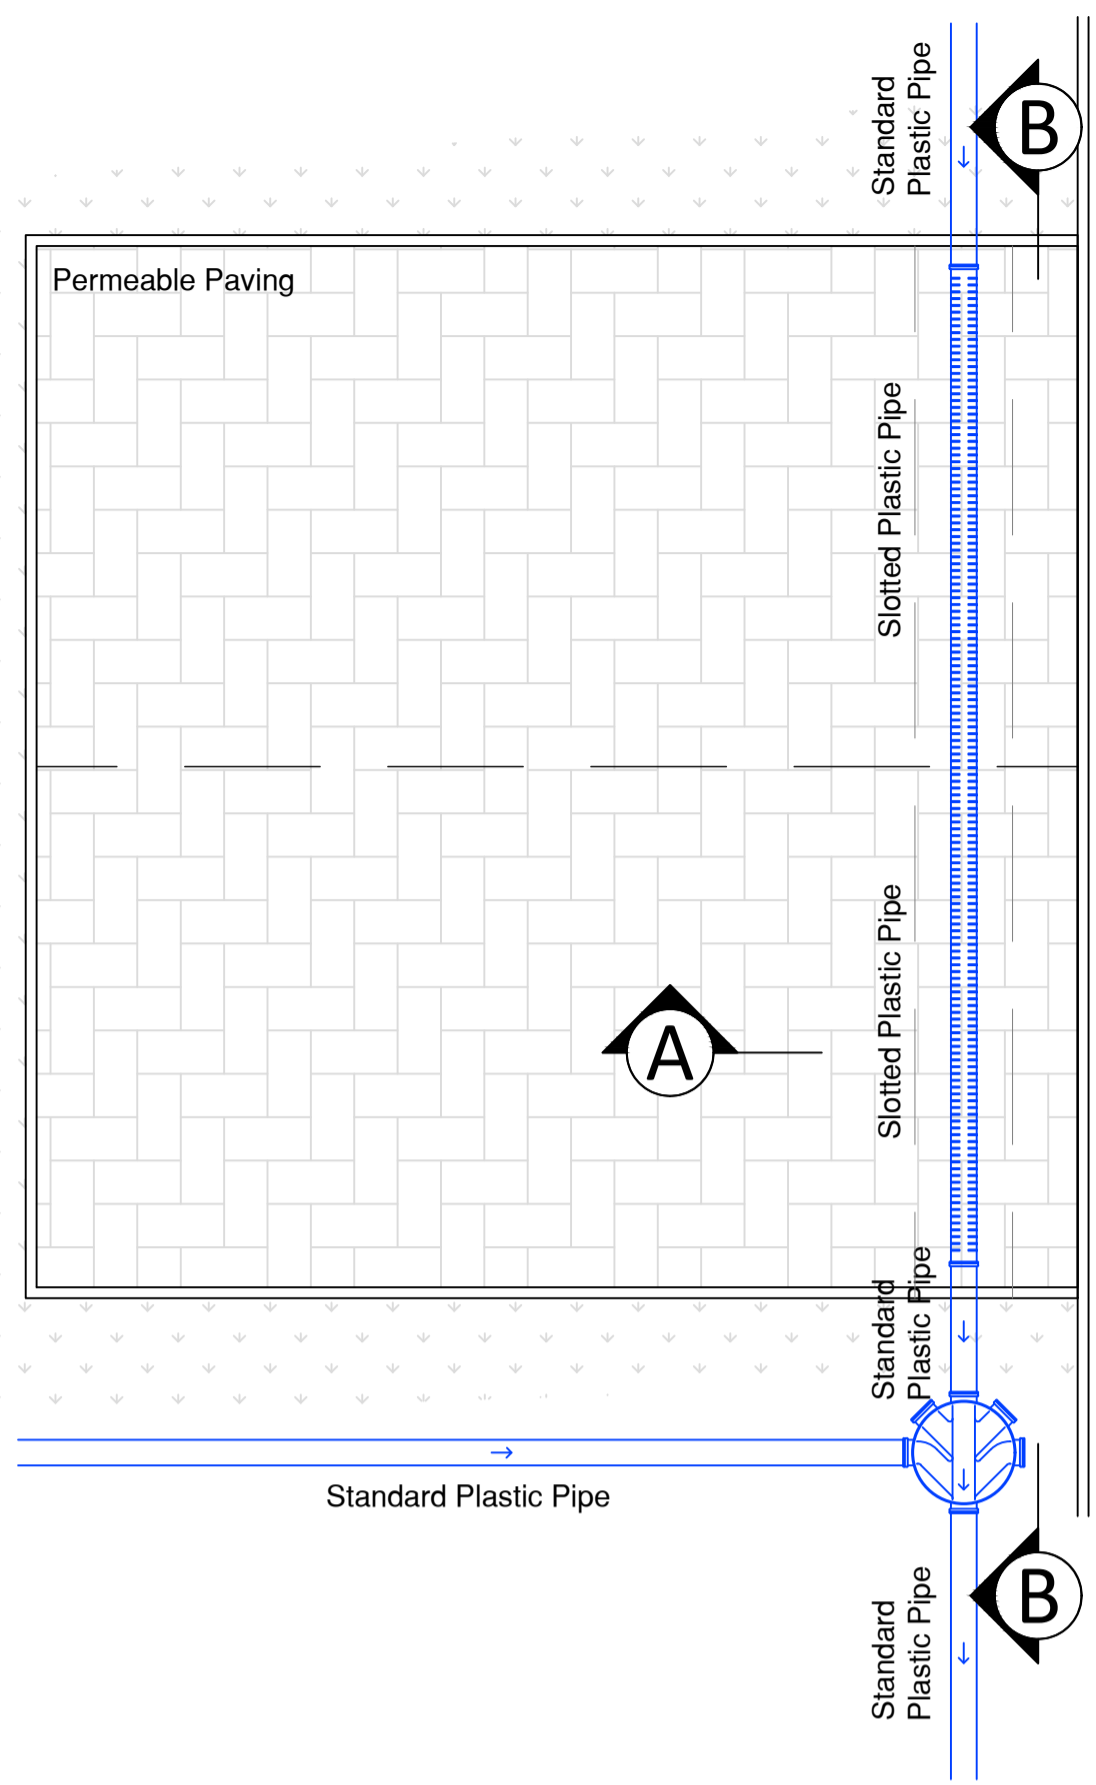 Standard
Plastic Pipe
B
Permeable Paving
Slotted Plastic Pipe
Slotted Plastic Pipe
A
Standard
Plastic Pipe
Standard Plastic Pipe
Standard
Plastic Pipe
B